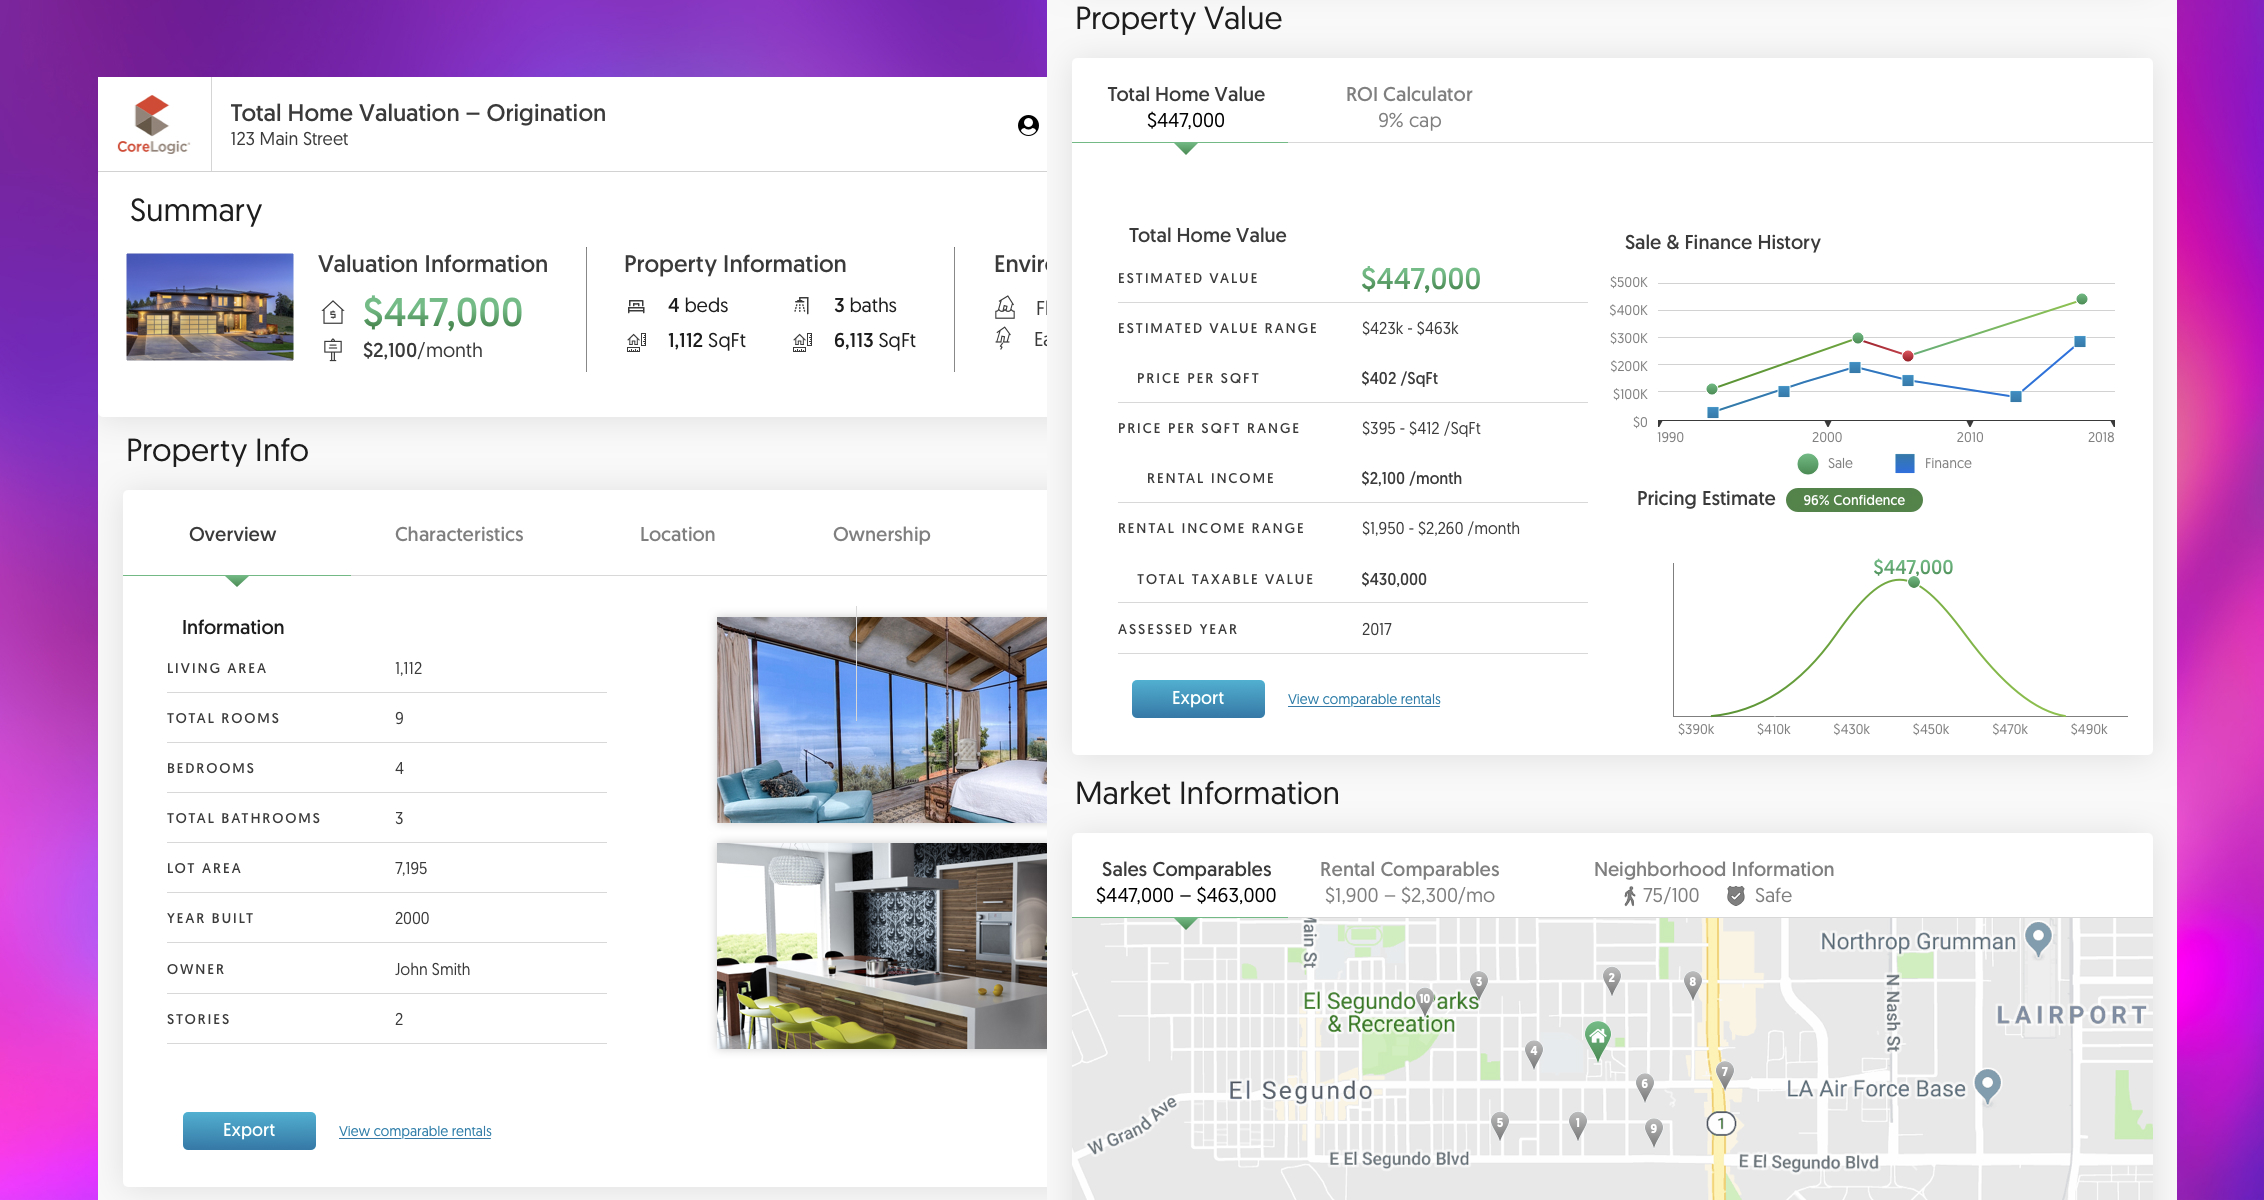 CoreLogic
Total Home Valuation – Origination
123 Main Street
Summary
Valuation Information
$447,000
$2,100/month
Property Information
4 beds
3 baths
1,112 SqFt
6,113 SqFt
Property Info
Overview
Characteristics
Location
Ownership
Information
LIVING AREA 1,112
TOTAL ROOMS 9
BEDROOMS 4
TOTAL BATHROOMS 3
LOT AREA 7,195
YEAR BUILT 2000
OWNER John Smith
STORIES 2
Export
View comparable rentals
Property Value
Total Home Value
$447,000
ROI Calculator
9% cap
Total Home Value
ESTIMATED VALUE $447,000
ESTIMATED VALUE RANGE $423k - $463k
PRICE PER SQFT $402 /SqFt
PRICE PER SQFT RANGE $395 - $412 /SqFt
RENTAL INCOME $2,100 /month
RENTAL INCOME RANGE $1,950 - $2,260 /month
TOTAL TAXABLE VALUE $430,000
ASSESSED YEAR 2017
Export
View comparable rentals
Sale & Finance History
$500K
$400K
$300K
$200K
$100K
$0
1990 2000 2010 2018
Sale Finance
Pricing Estimate 96% Confidence
$447,000
$390k $410k $430k $450k $470k $490k
Market Information
Sales Comparables
$447,000 – $463,000
Rental Comparables
$1,900 – $2,300/mo
Neighborhood Information
75/100 Safe
Main St
Northrop Grumman
3
2
8
10
El Segundo Parks
& Recreation
N Nash St
LAIRPORT
4
6
7
El Segundo
LA Air Force Base
W Grand Ave
5
1
9
1
E El Segundo Blvd
E El Segundo Blvd